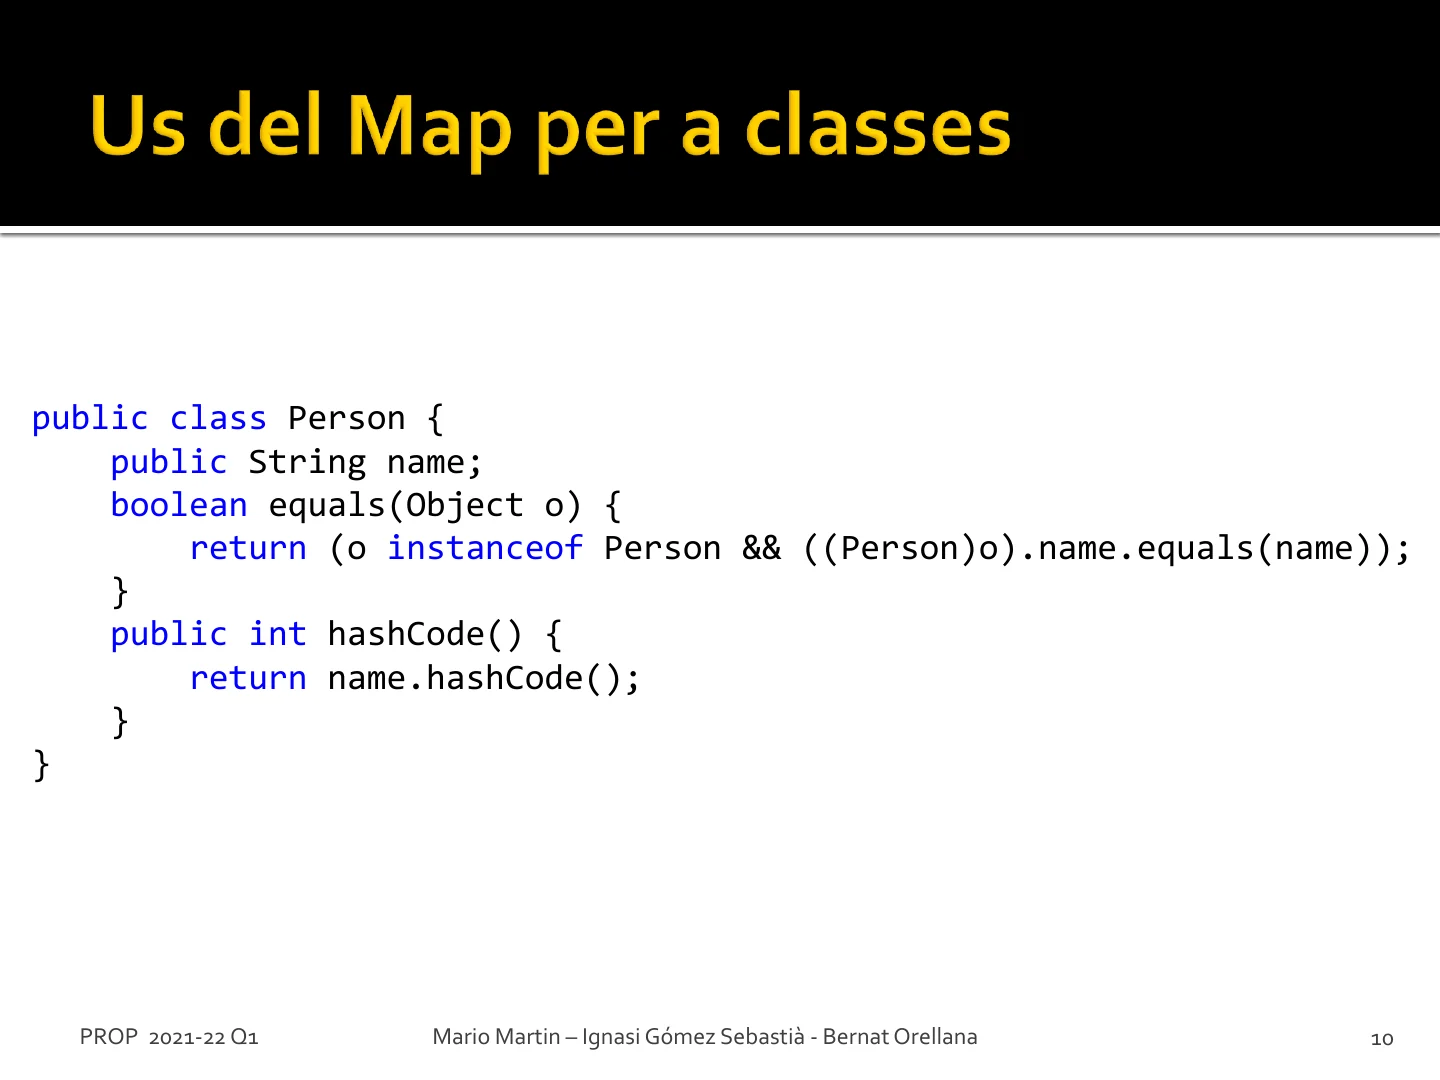 Us del Map per a classes
public class Person {
    public String name;
    boolean equals(Object o) {
        return (o instanceof Person && ((Person)o).name.equals(name));
    }
    public int hashCode() {
        return name.hashCode();
    }
}
PROP 2021-22 Q1
Mario Martin – Ignasi Gómez Sebastià - Bernat Orellana
10